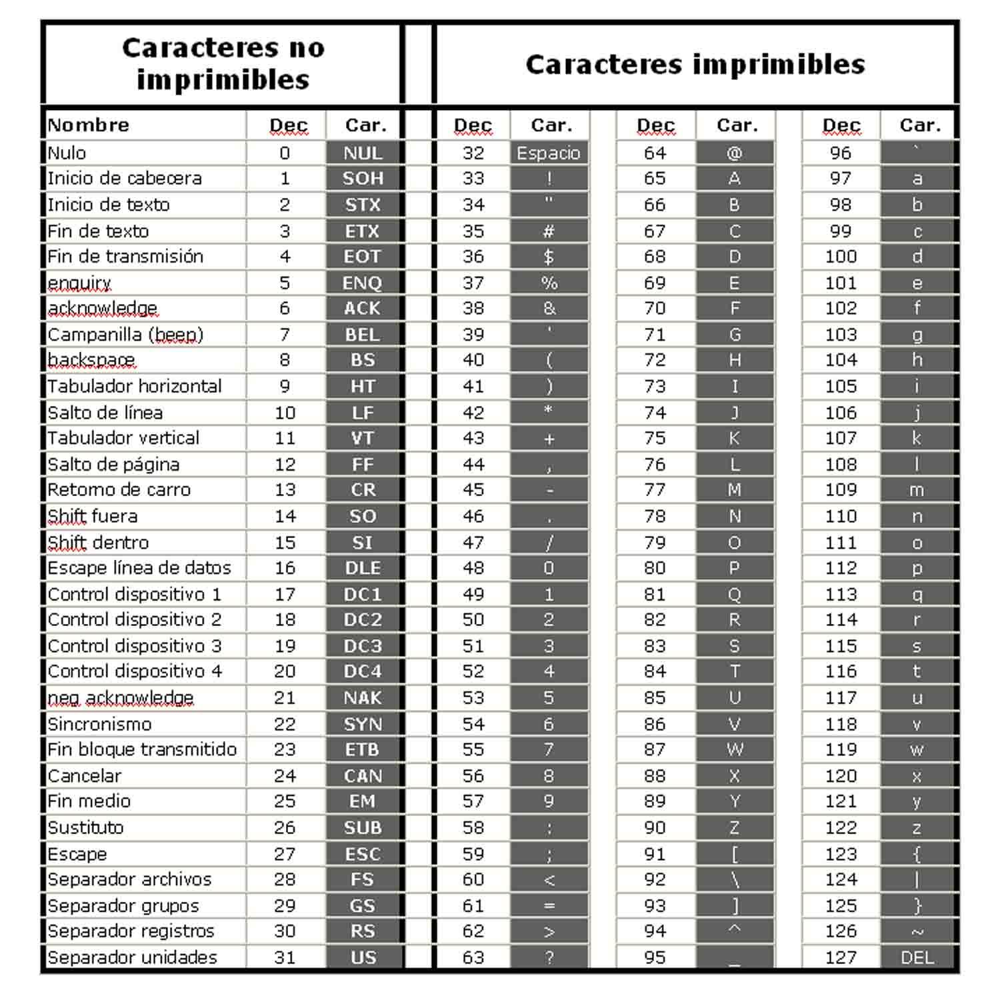 Caracteres no
imprimibles
Caracteres imprimibles
Nombre Dec Car. Dec Car. Dec Car. Dec Car.
Nulo 0 NUL 32 Espacio 64 @ 96 `
Inicio de cabecera 1 SOH 33 ! 65 A 97 a
Inicio de texto 2 STX 34 " 66 B 98 b
Fin de texto 3 ETX 35 # 67 C 99 c
Fin de transmisión 4 EOT 36 $ 68 D 100 d
enquiry 5 ENQ 37 % 69 E 101 e
acknowledge 6 ACK 38 & 70 F 102 f
Campanilla (beep) 7 BEL 39 ' 71 G 103 g
backspace 8 BS 40 ( 72 H 104 h
Tabulador horizontal 9 HT 41 ) 73 I 105 i
Salto de línea 10 LF 42 * 74 J 106 j
Tabulador vertical 11 VT 43 + 75 K 107 k
Salto de página 12 FF 44 , 76 L 108 l
Retorno de carro 13 CR 45 - 77 M 109 m
Shift fuera 14 SO 46 . 78 N 110 n
Shift dentro 15 SI 47 / 79 O 111 o
Escape línea de datos 16 DLE 48 0 80 P 112 p
Control dispositivo 1 17 DC1 49 1 81 Q 113 q
Control dispositivo 2 18 DC2 50 2 82 R 114 r
Control dispositivo 3 19 DC3 51 3 83 S 115 s
Control dispositivo 4 20 DC4 52 4 84 T 116 t
neg acknowledge 21 NAK 53 5 85 U 117 u
Sincronismo 22 SYN 54 6 86 V 118 v
Fin bloque transmitido 23 ETB 55 7 87 W 119 w
Cancelar 24 CAN 56 8 88 X 120 x
Fin medio 25 EM 57 9 89 Y 121 y
Sustituto 26 SUB 58 : 90 Z 122 z
Escape 27 ESC 59 ; 91 [ 123 {
Separador archivos 28 FS 60 < 92 \ 124 |
Separador grupos 29 GS 61 = 93 ] 125 }
Separador registros 30 RS 62 > 94 ^ 126 ~
Separador unidades 31 US 63 ? 95 _ 127 DEL